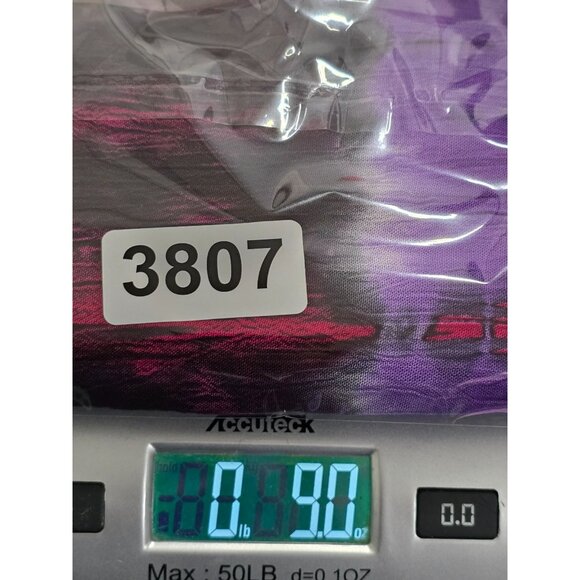 3807
Accuteck
0 lb 9.0 oz
0.0
Max : 50LB d=0.1OZ